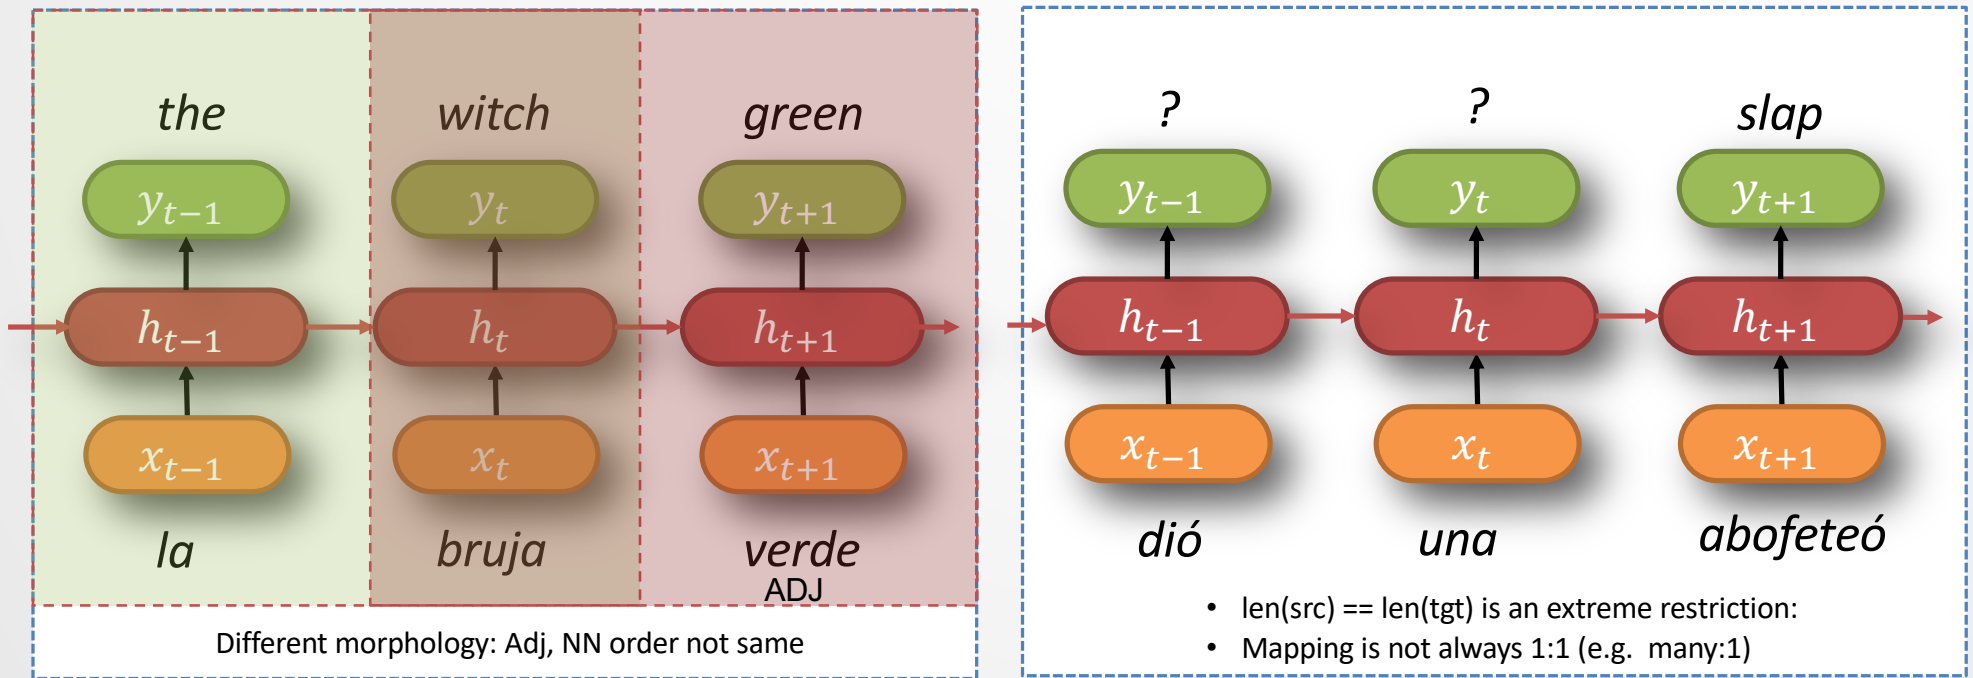 the witch green
y_{t−1} y_t y_{t+1}
h_{t−1} h_t h_{t+1}
x_{t−1} x_t x_{t+1}
la bruja verde
ADJ
Different morphology: Adj, NN order not same
? ? slap
y_{t−1} y_t y_{t+1}
h_{t−1} h_t h_{t+1}
x_{t−1} x_t x_{t+1}
dió una abofeteó
• len(src) == len(tgt) is an extreme restriction:
• Mapping is not always 1:1 (e.g. many:1)